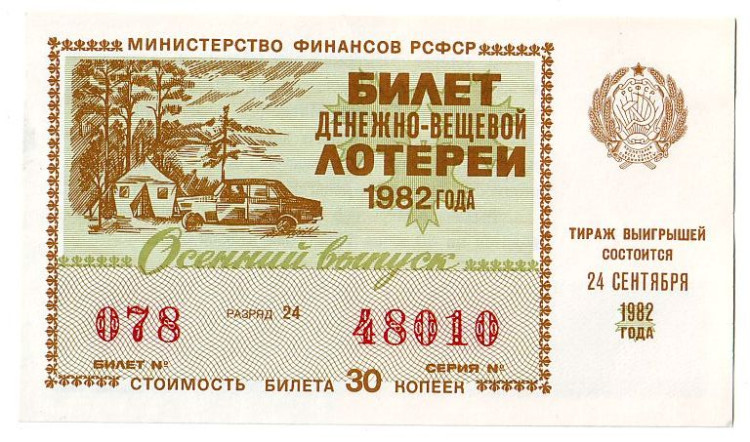 МИНИСТЕРСТВО ФИНАНСОВ РСФСР
БИЛЕТ
ДЕНЕЖНО-ВЕЩЕВОЙ
ЛОТЕРЕИ
1982 ГОДА
Осенний выпуск
078 РАЗРЯД 24 48010
БИЛЕТ № СЕРИЯ №
СТОИМОСТЬ БИЛЕТА 30 КОПЕЕК
РСФСР
ТИРАЖ ВЫИГРЫШЕЙ
СОСТОИТСЯ
24 СЕНТЯБРЯ
1982
ГОДА